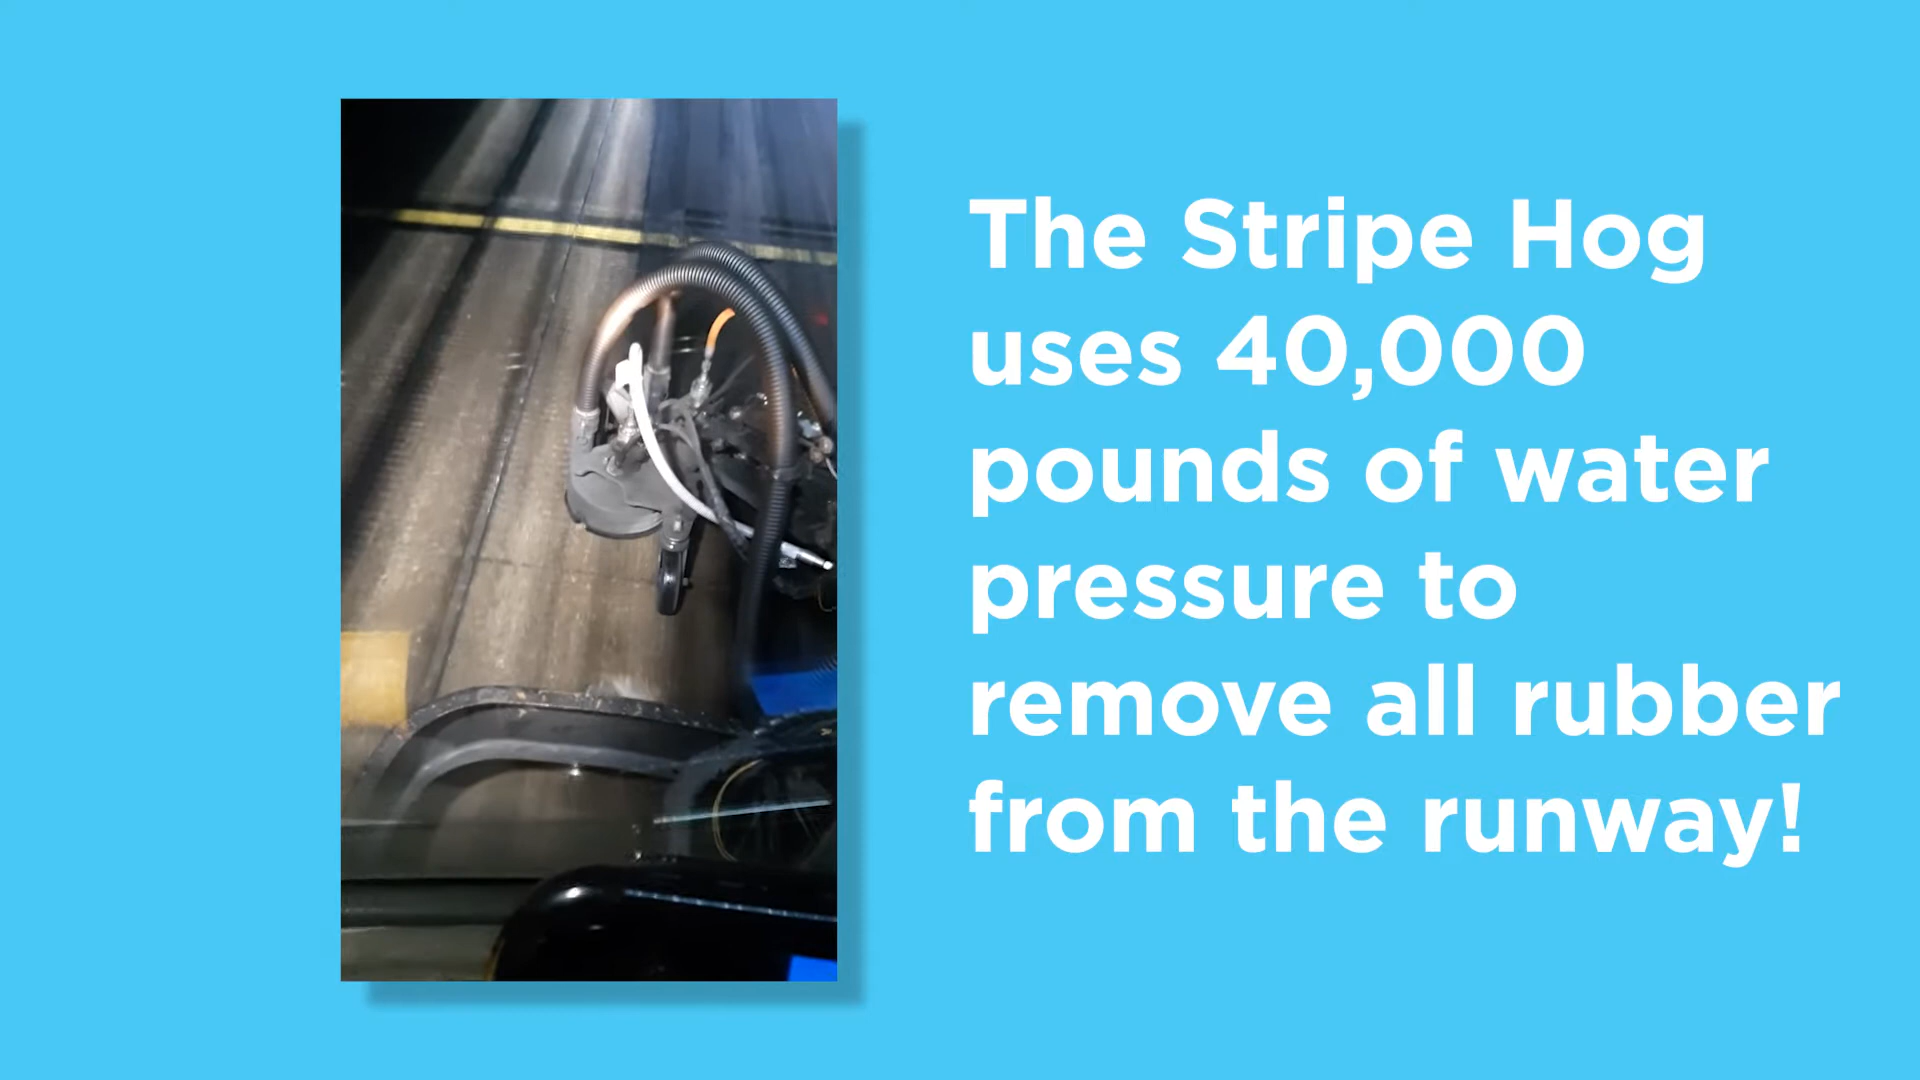 The Stripe Hog
uses 40,000
pounds of water
pressure to
remove all rubber
from the runway!